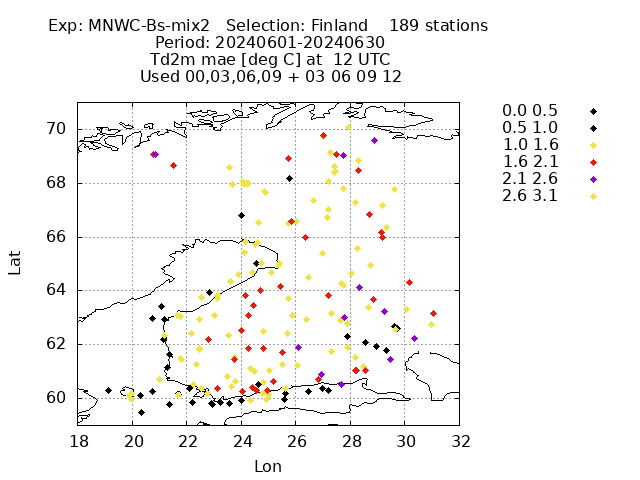 Exp: MNWC-Bs-mix2   Selection: Finland    189 stations
Period: 20240601-20240630
Td2m mae [deg C] at  12 UTC
Used 00,03,06,09 + 03 06 09 12
0.0 0.5
0.5 1.0
1.0 1.6
1.6 2.1
2.1 2.6
2.6 3.1
70
68
66
64
62
60
Lat
18 20 22 24 26 28 30 32
Lon